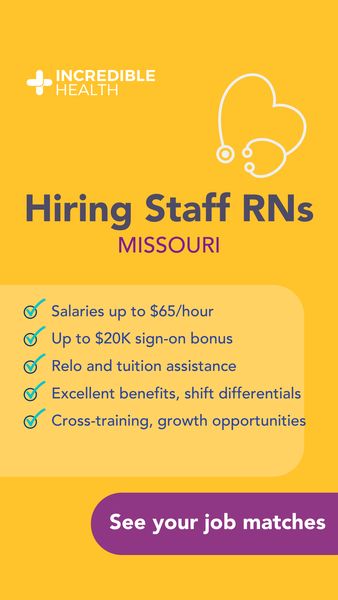 INCREDIBLE
HEALTH
Hiring Staff RNs
MISSOURI
Salaries up to $65/hour
Up to $20K sign-on bonus
Relo and tuition assistance
Excellent benefits, shift differentials
Cross-training, growth opportunities
See your job matches